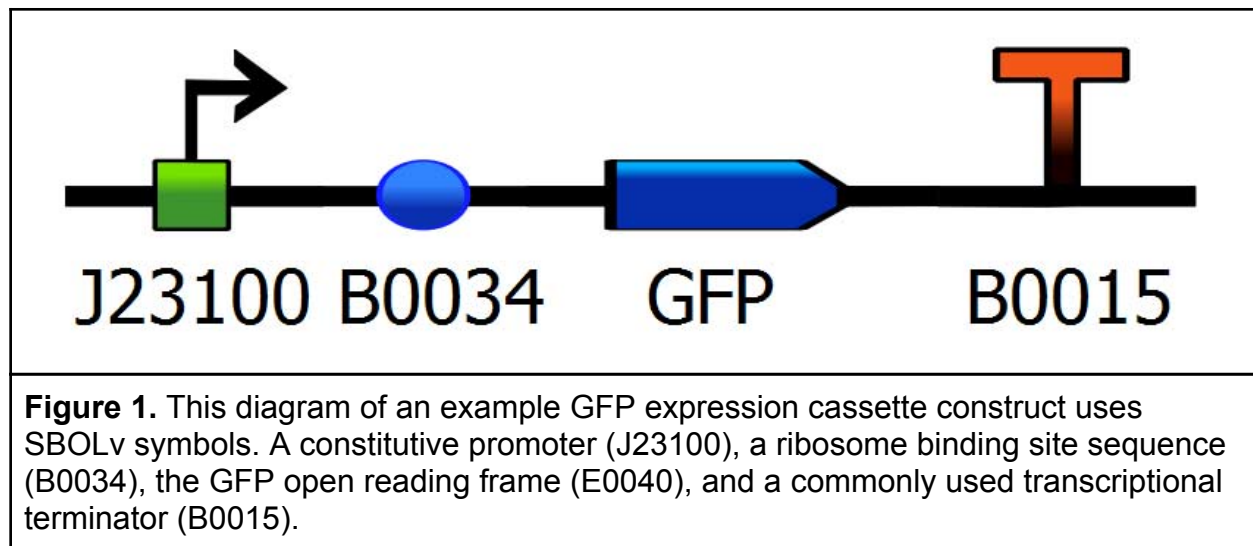 J23100 B0034 GFP B0015
Figure 1. This diagram of an example GFP expression cassette construct uses
SBOLv symbols. A constitutive promoter (J23100), a ribosome binding site sequence
(B0034), the GFP open reading frame (E0040), and a commonly used transcriptional
terminator (B0015).